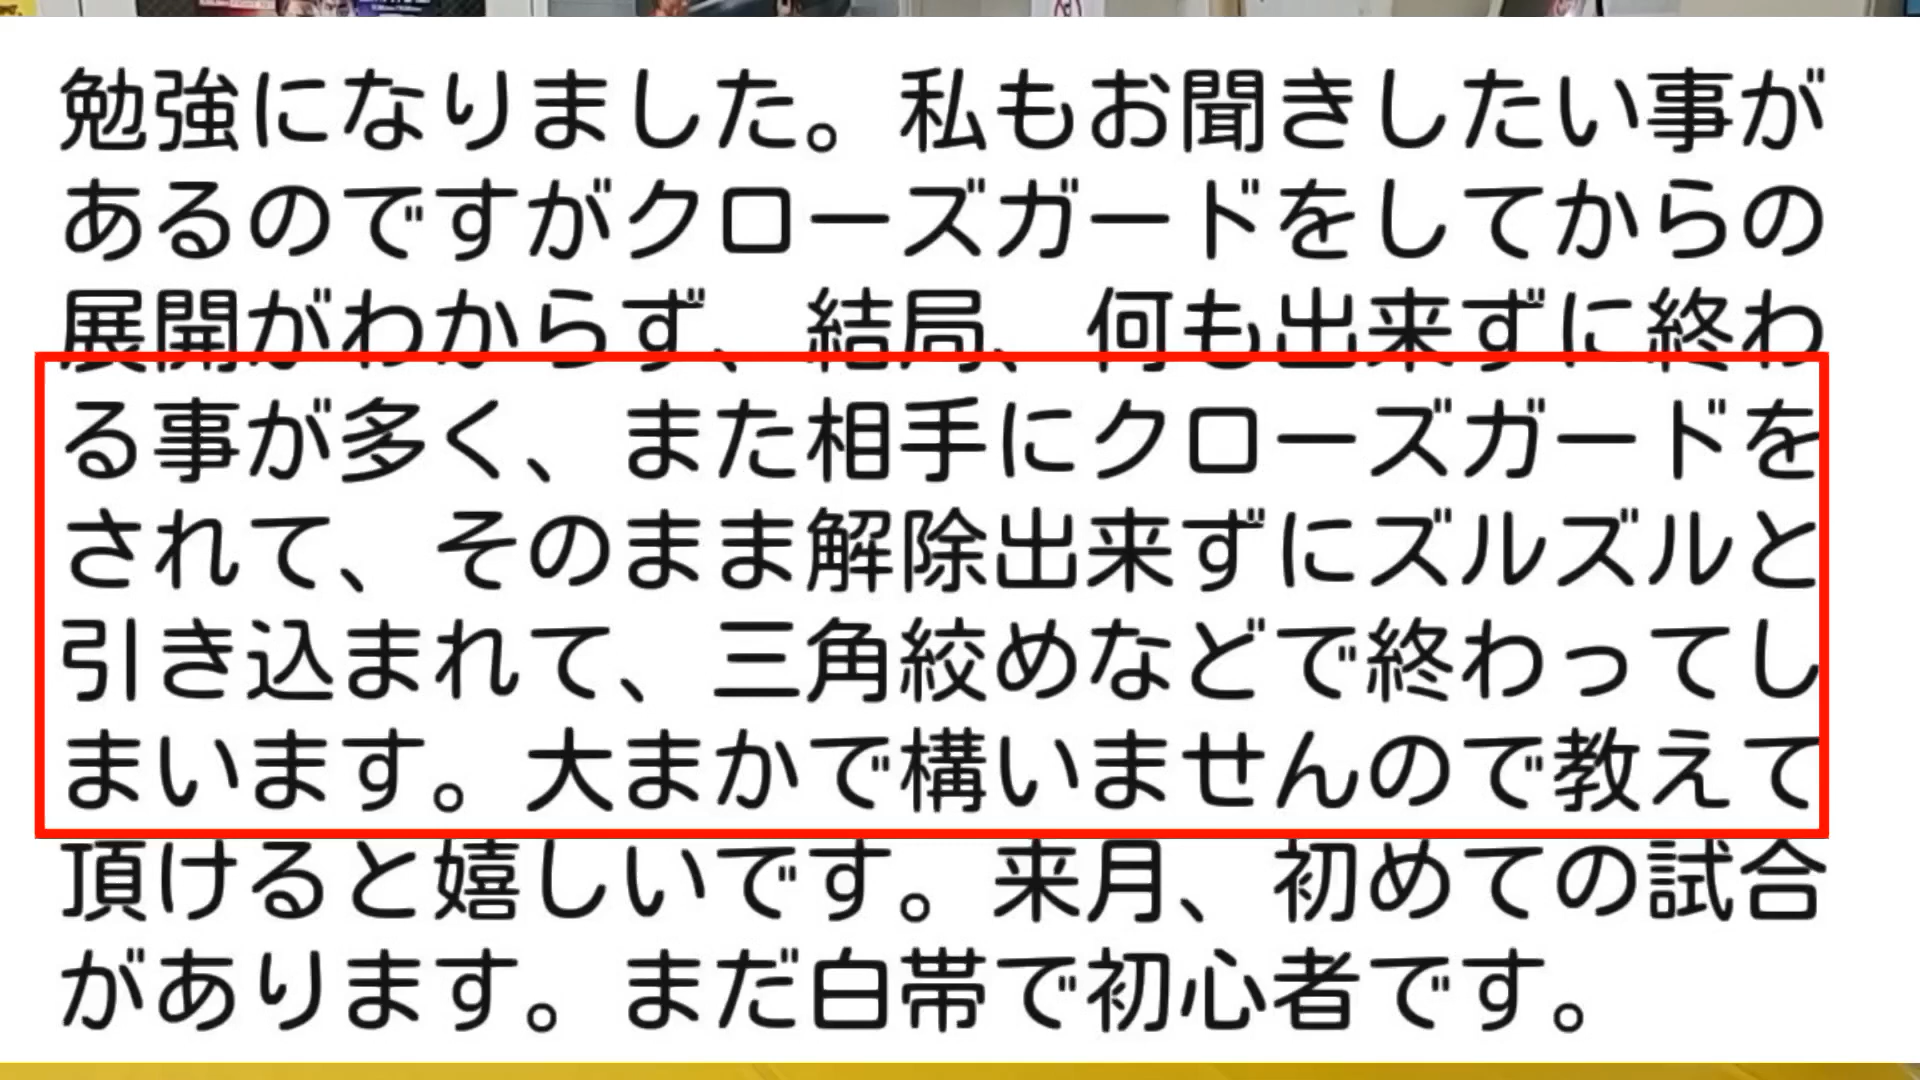 勉強になりました。私もお聞きしたい事が
あるのですがクローズガードをしてからの
展開がわからず、結局、何も出来ずに終わ
る事が多く、また相手にクローズガードを
されて、そのまま解除出来ずにズルズルと
引き込まれて、三角絞めなどで終わってし
まいます。大まかで構いませんので教えて
頂けると嬉しいです。来月、初めての試合
があります。まだ白帯で初心者です。